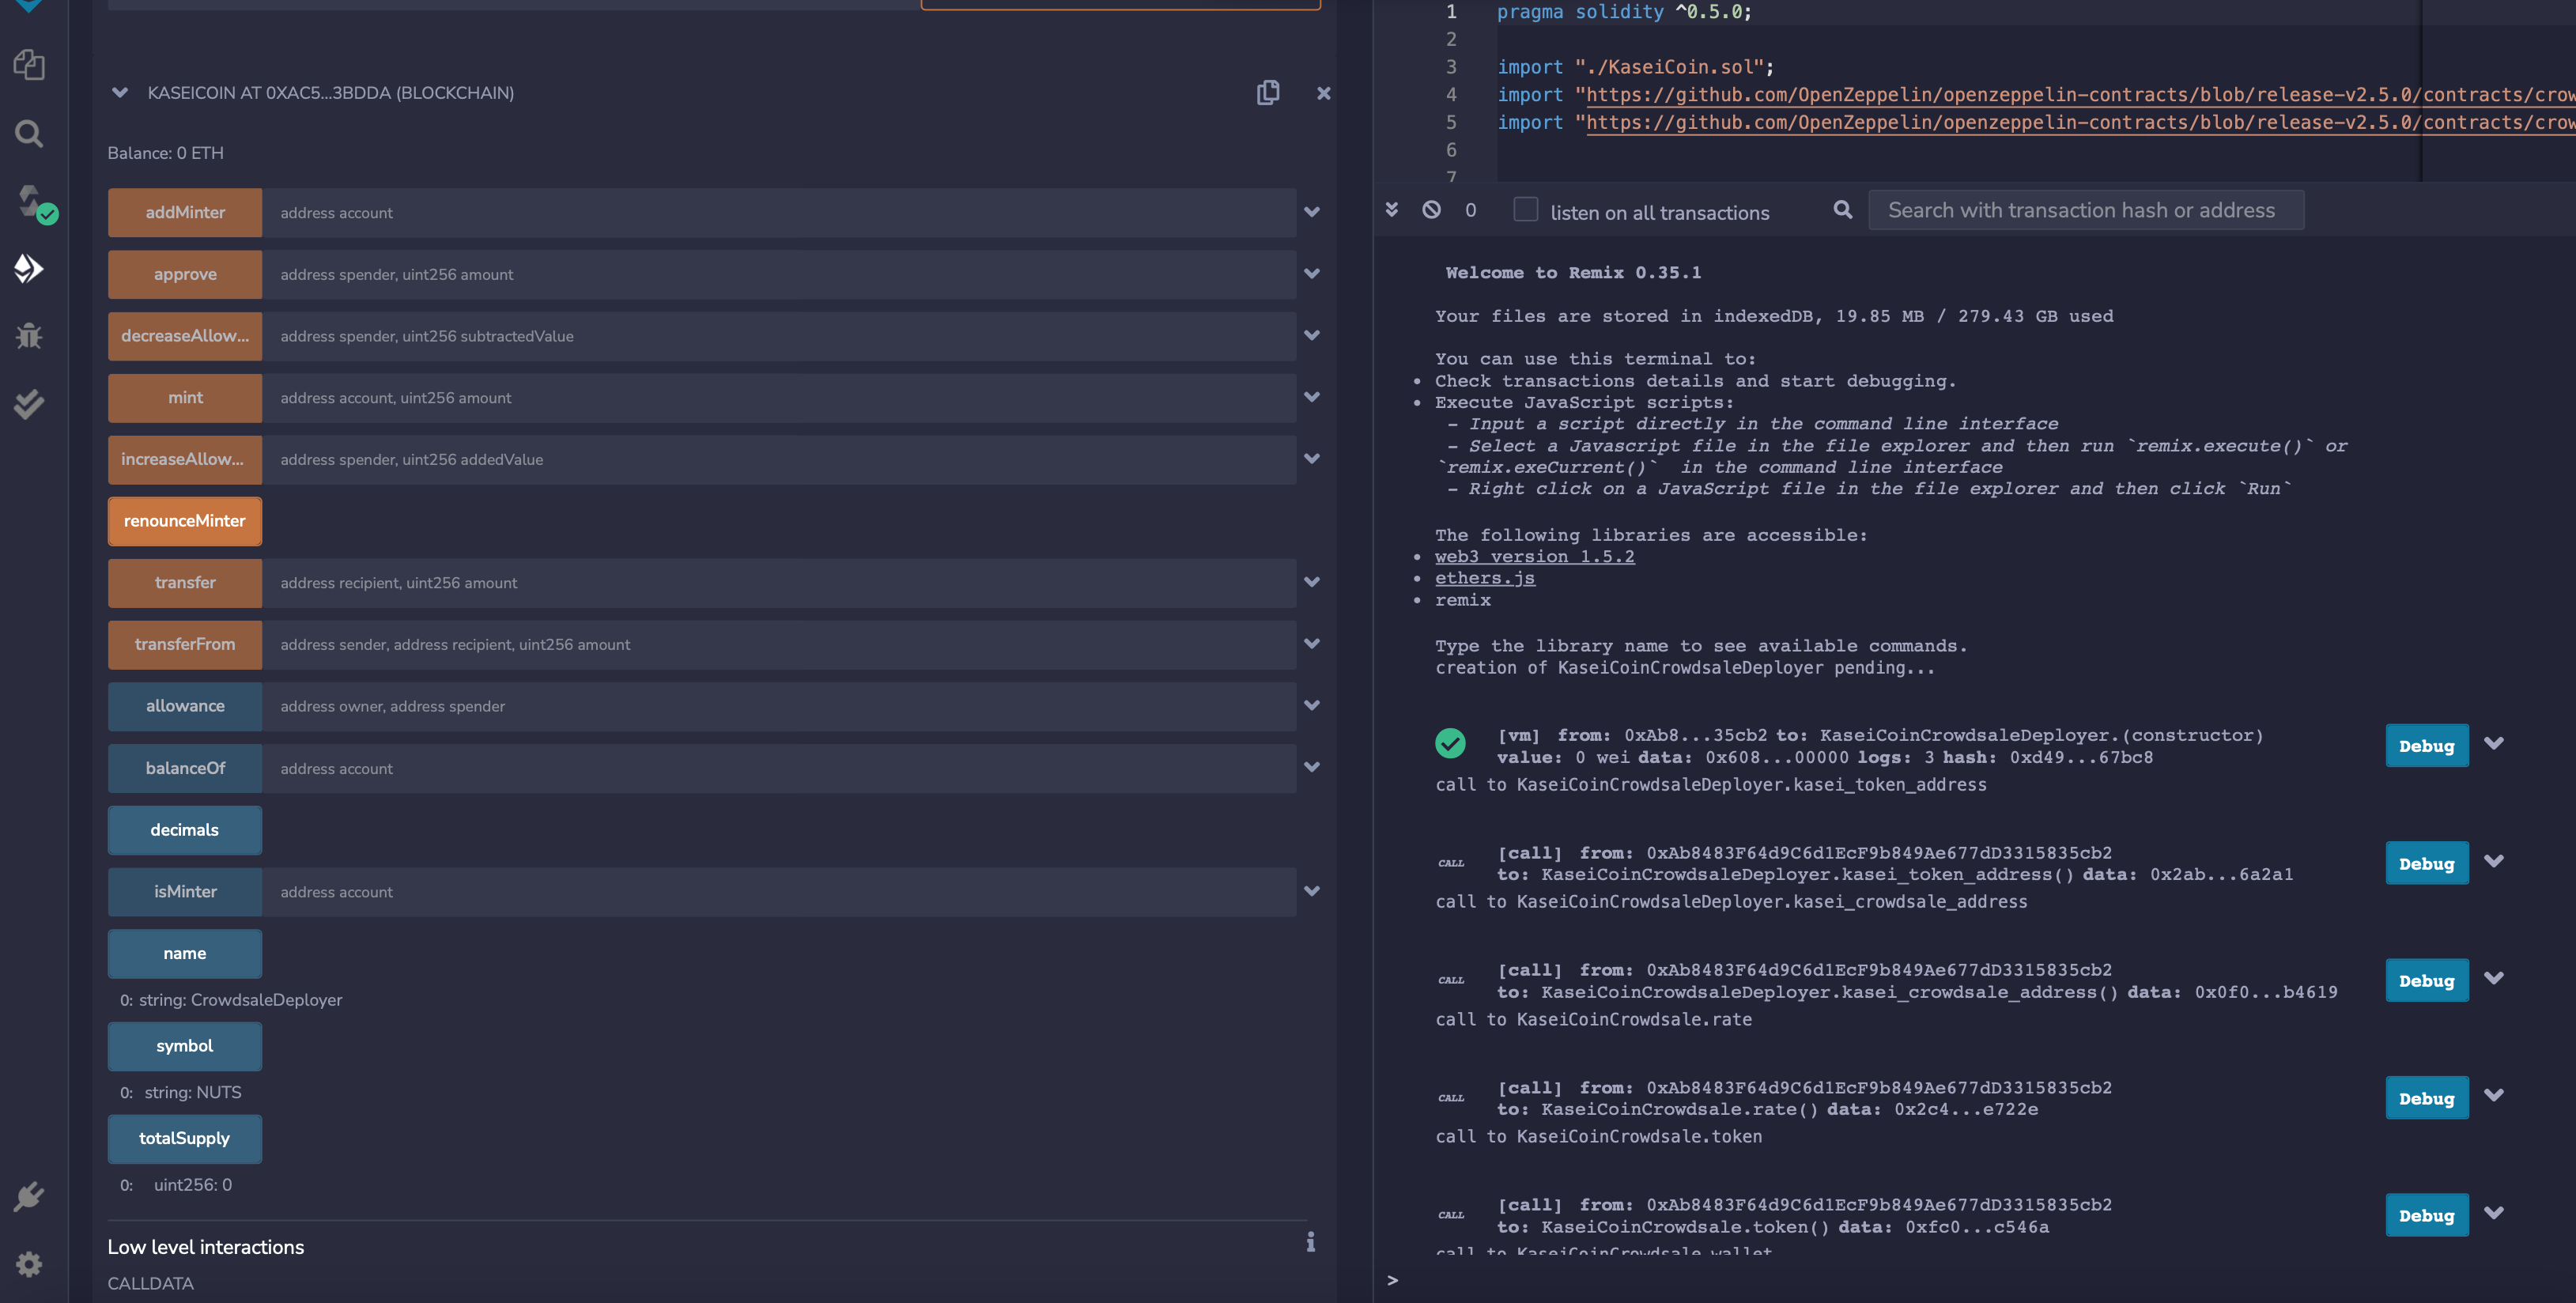 KASEICOIN AT 0XAC5...3BDDA (BLOCKCHAIN)
Balance: 0 ETH
addMinter address account
approve address spender, uint256 amount
decreaseAllow... address spender, uint256 subtractedValue
mint address account, uint256 amount
increaseAllow... address spender, uint256 addedValue
renounceMinter
transfer address recipient, uint256 amount
transferFrom address sender, address recipient, uint256 amount
allowance address owner, address spender
balanceOf address account
decimals
isMinter address account
name
0: string: CrowdsaleDeployer
symbol
0: string: NUTS
totalSupply
0: uint256: 0
Low level interactions
CALLDATA
1 pragma solidity ^0.5.0;
2
3 import "./KaseiCoin.sol";
4 import "https://github.com/OpenZeppelin/openzeppelin-contracts/blob/release-v2.5.0/contracts/crow
5 import "https://github.com/OpenZeppelin/openzeppelin-contracts/blob/release-v2.5.0/contracts/crow
6
7
0 listen on all transactions Search with transaction hash or address
Welcome to Remix 0.35.1
Your files are stored in indexedDB, 19.85 MB / 279.43 GB used
You can use this terminal to:
• Check transactions details and start debugging.
• Execute JavaScript scripts:
- Input a script directly in the command line interface
- Select a Javascript file in the file explorer and then run `remix.execute()` or
`remix.exeCurrent()` in the command line interface
- Right click on a JavaScript file in the file explorer and then click `Run`
The following libraries are accessible:
• web3 version 1.5.2
• ethers.js
• remix
Type the library name to see available commands.
creation of KaseiCoinCrowdsaleDeployer pending...
[vm] from: 0xAb8...35cb2 to: KaseiCoinCrowdsaleDeployer.(constructor)
value: 0 wei data: 0x608...00000 logs: 3 hash: 0xd49...67bc8
Debug
call to KaseiCoinCrowdsaleDeployer.kasei_token_address
CALL [call] from: 0xAb8483F64d9C6d1EcF9b849Ae677dD3315835cb2
to: KaseiCoinCrowdsaleDeployer.kasei_token_address() data: 0x2ab...6a2a1
Debug
call to KaseiCoinCrowdsaleDeployer.kasei_crowdsale_address
CALL [call] from: 0xAb8483F64d9C6d1EcF9b849Ae677dD3315835cb2
to: KaseiCoinCrowdsaleDeployer.kasei_crowdsale_address() data: 0x0f0...b4619
Debug
call to KaseiCoinCrowdsale.rate
CALL [call] from: 0xAb8483F64d9C6d1EcF9b849Ae677dD3315835cb2
to: KaseiCoinCrowdsale.rate() data: 0x2c4...e722e
Debug
call to KaseiCoinCrowdsale.token
CALL [call] from: 0xAb8483F64d9C6d1EcF9b849Ae677dD3315835cb2
to: KaseiCoinCrowdsale.token() data: 0xfc0...c546a
Debug
call to KaseiCoinCrowdsale.wallet
>